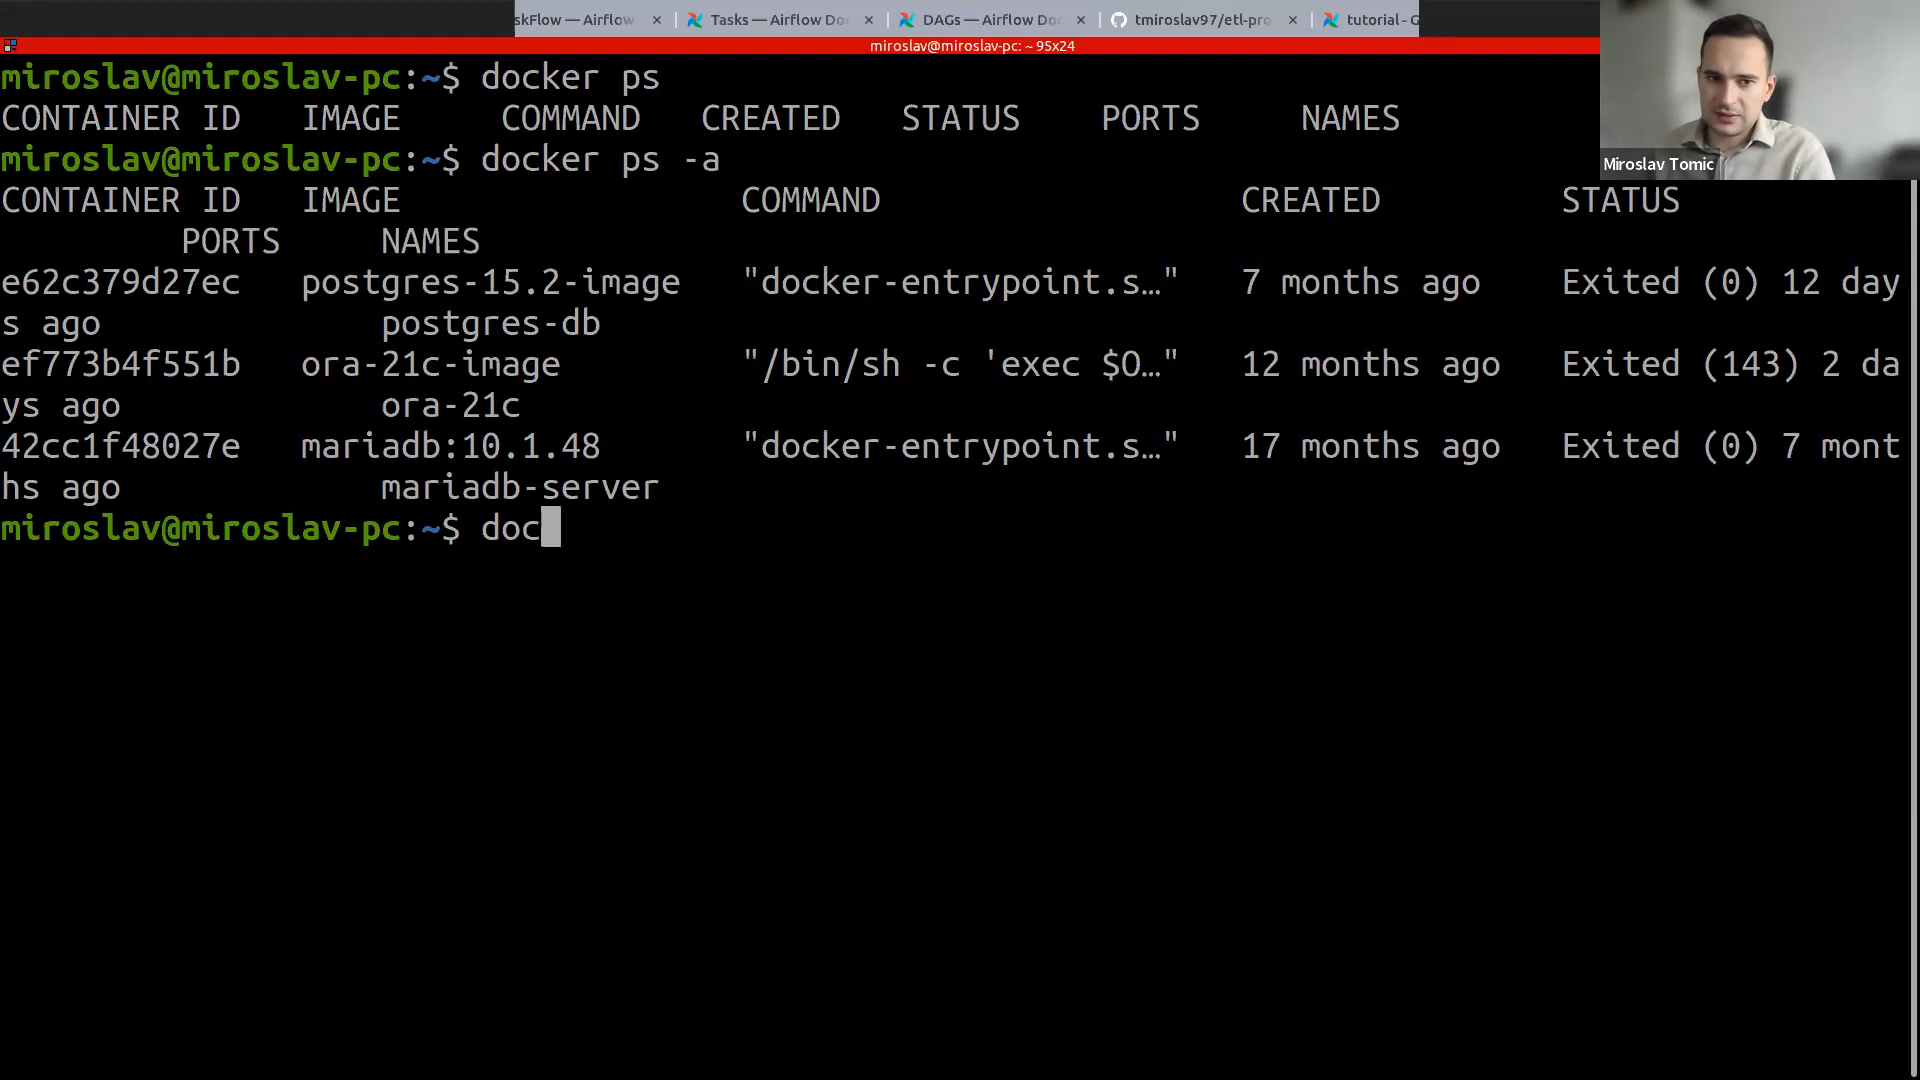 skFlow — Airflow × Tasks — Airflow Do × DAGs — Airflow Doc × tmiroslav97/etl-pro × tutorial - G
miroslav@miroslav-pc: ~ 95x24
miroslav@miroslav-pc:~$ docker ps
CONTAINER ID   IMAGE     COMMAND   CREATED   STATUS    PORTS     NAMES
miroslav@miroslav-pc:~$ docker ps -a
Miroslav Tomic
CONTAINER ID   IMAGE                 COMMAND                  CREATED         STATUS
         PORTS     NAMES
e62c379d27ec   postgres-15.2-image   "docker-entrypoint.s…"   7 months ago    Exited (0) 12 day
s ago              postgres-db
ef773b4f551b   ora-21c-image         "/bin/sh -c 'exec $O…"   12 months ago   Exited (143) 2 da
ys ago             ora-21c
42cc1f48027e   mariadb:10.1.48       "docker-entrypoint.s…"   17 months ago   Exited (0) 7 mont
hs ago             mariadb-server
miroslav@miroslav-pc:~$ doc